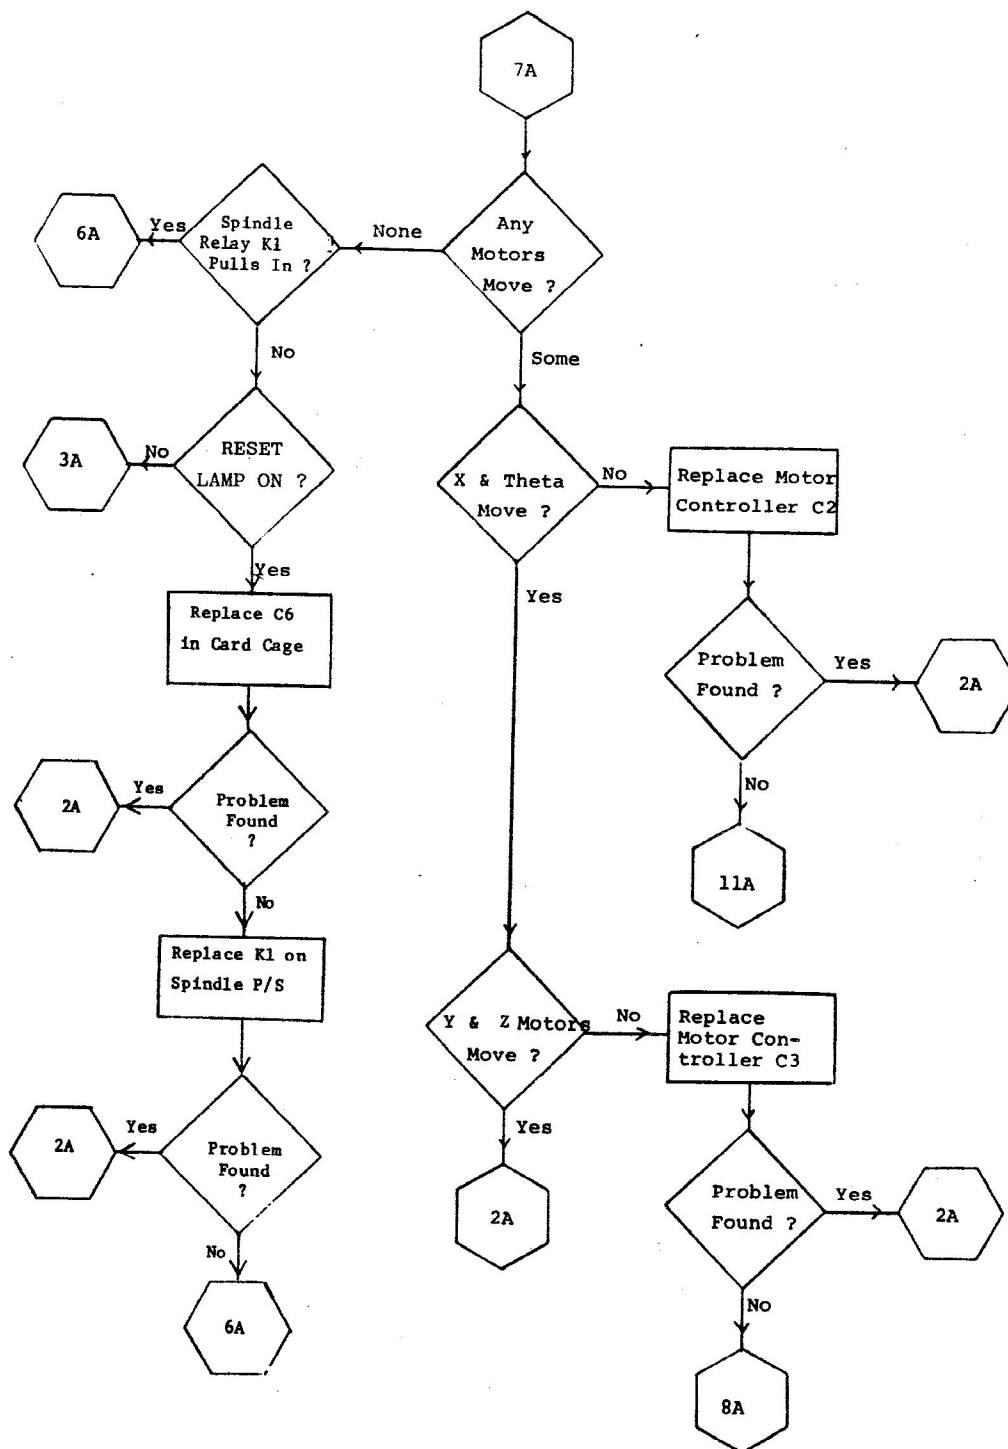 7A
Any
Motors
Move ?
None
Spindle
Relay K1
Pulls In ?
Yes
6A
No
Some
RESET
LAMP ON ?
No
3A
Yes
X & Theta
Move ?
No
Replace Motor
Controller C2
Yes
Replace C6
in Card Cage
Problem
Found ?
Yes
2A
No
11A
Problem
Found
?
Yes
2A
No
Replace K1 on
Spindle P/S
Y & Z Motors
Move ?
No
Replace
Motor Con-
troller C3
Yes
2A
Problem
Found
?
Yes
2A
No
6A
Problem
Found ?
Yes
2A
No
8A